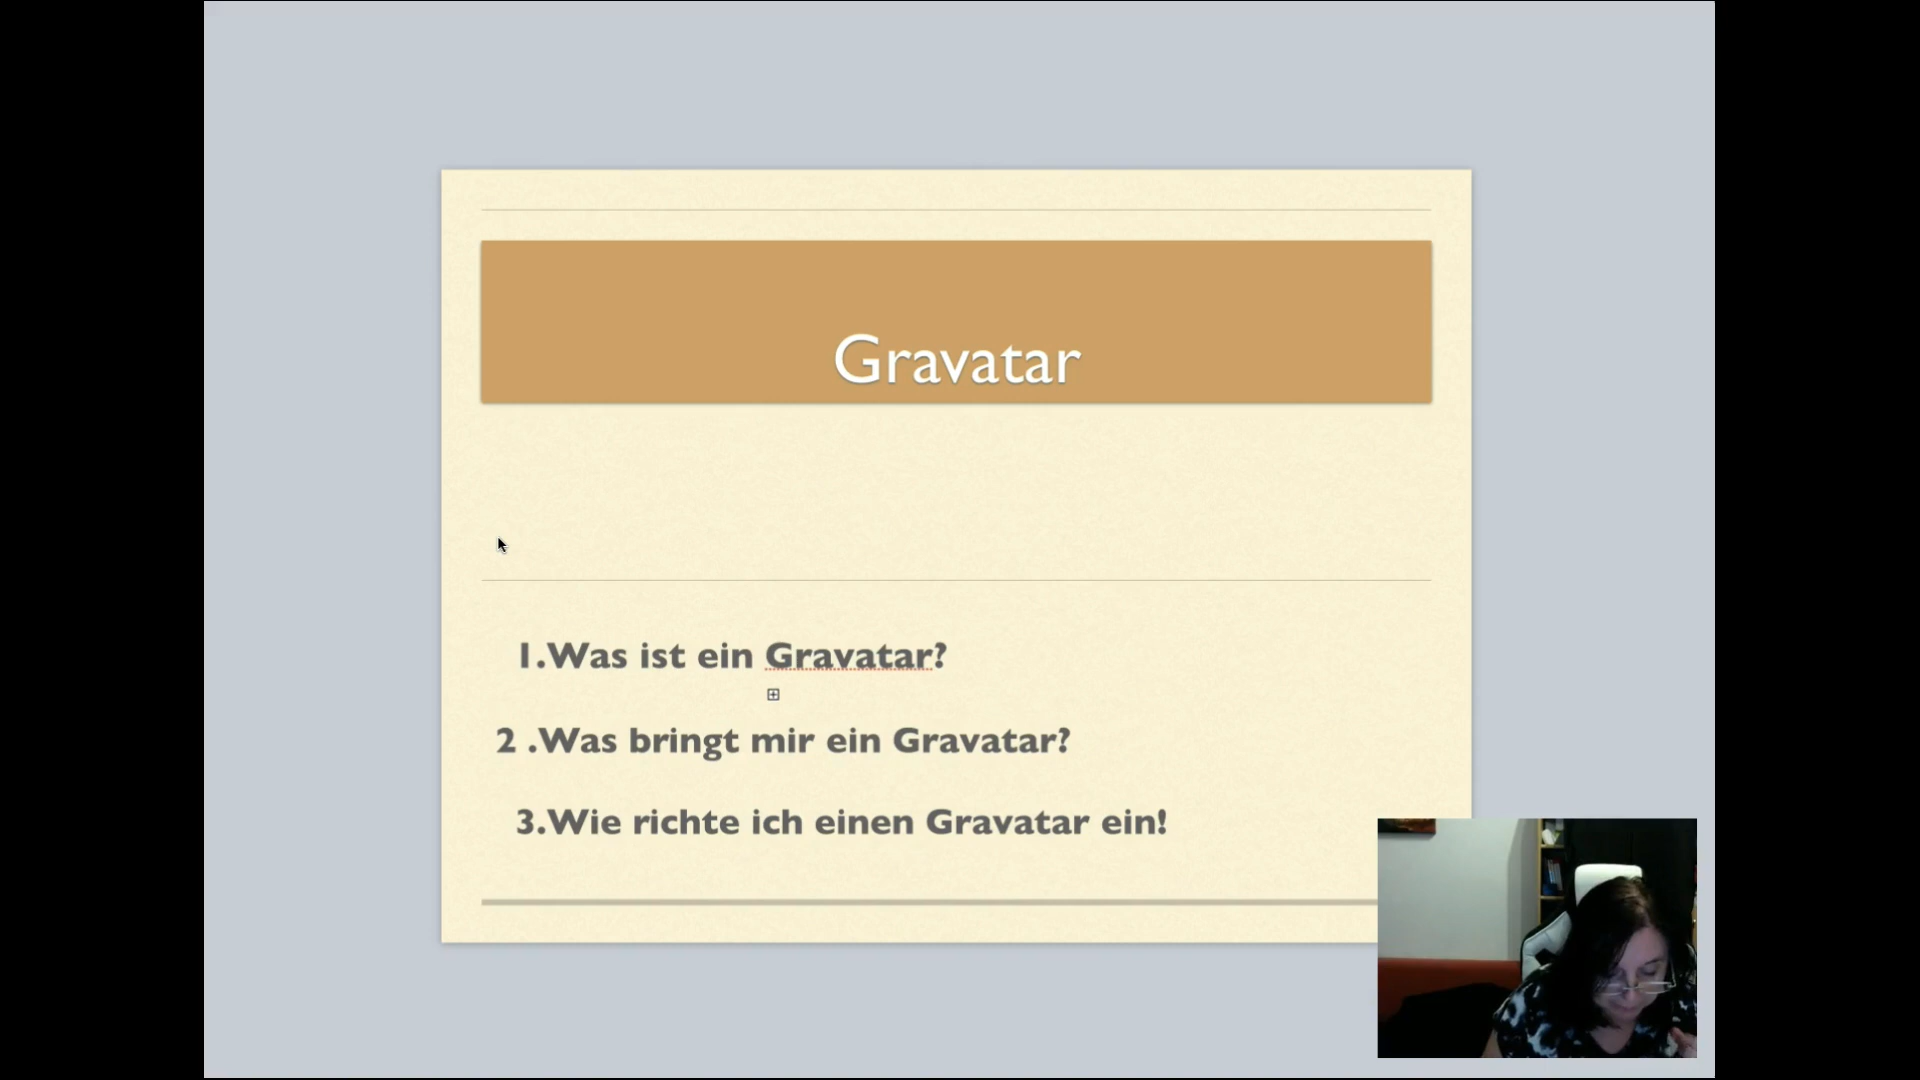 Gravatar
1.Was ist ein Gravatar?
2 .Was bringt mir ein Gravatar?
3.Wie richte ich einen Gravatar ein!